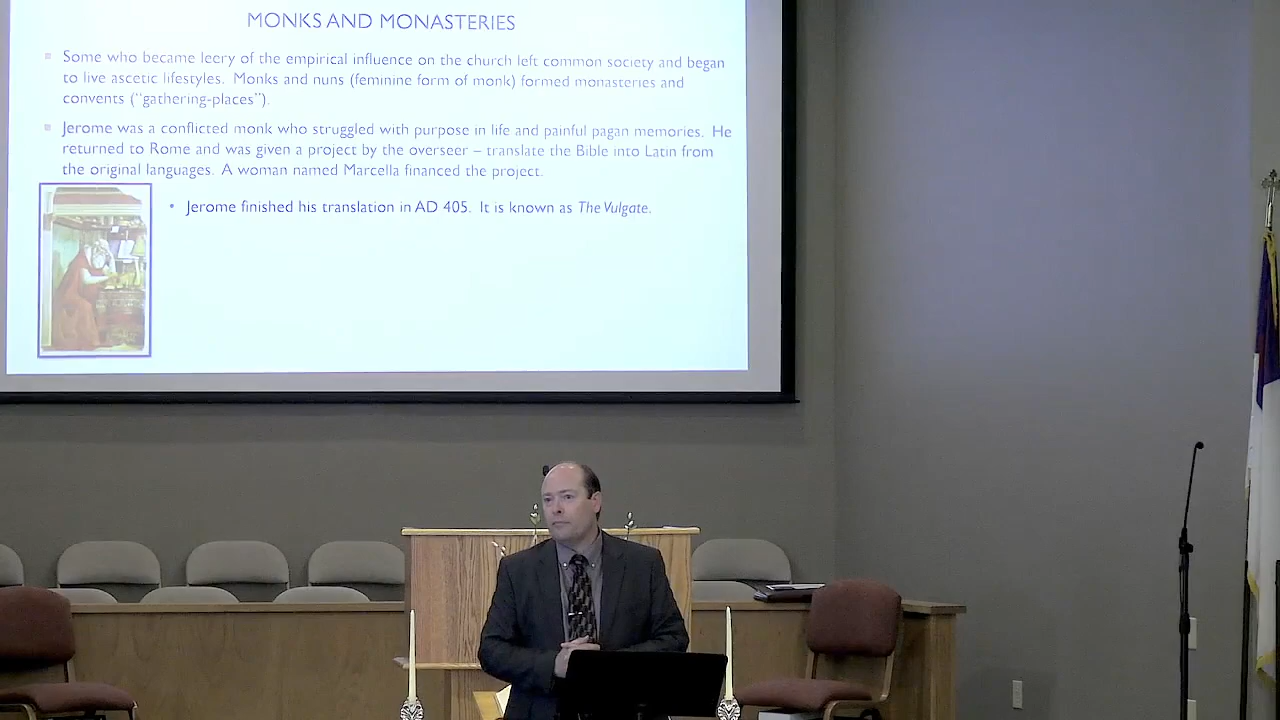 MONKS AND MONASTERIES
Some who became leery of the empirical influence on the church left common society and began
to live ascetic lifestyles. Monks and nuns (feminine form of monk) formed monasteries and
convents ("gathering-places").
Jerome was a conflicted monk who struggled with purpose in life and painful pagan memories. He
returned to Rome and was given a project by the overseer – translate the Bible into Latin from
the original languages. A woman named Marcella financed the project.
• Jerome finished his translation in AD 405. It is known as The Vulgate.